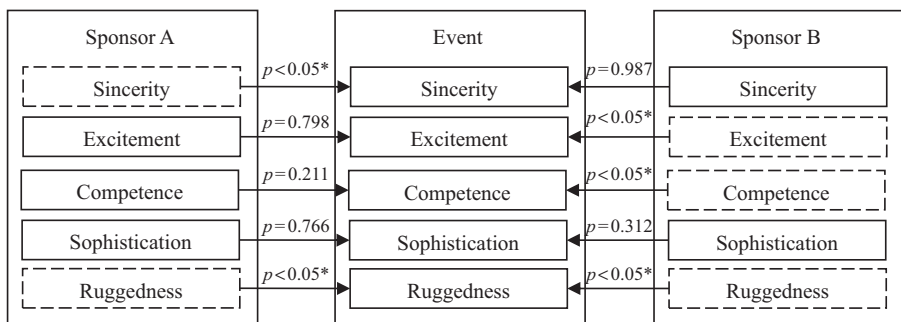 Sponsor A Event Sponsor B
p<0.05* p=0.987
Sincerity Sincerity Sincerity
p=0.798 p<0.05*
Excitement Excitement Excitement
p=0.211 p<0.05*
Competence Competence Competence
p=0.766 p=0.312
Sophistication Sophistication Sophistication
p<0.05* p<0.05*
Ruggedness Ruggedness Ruggedness